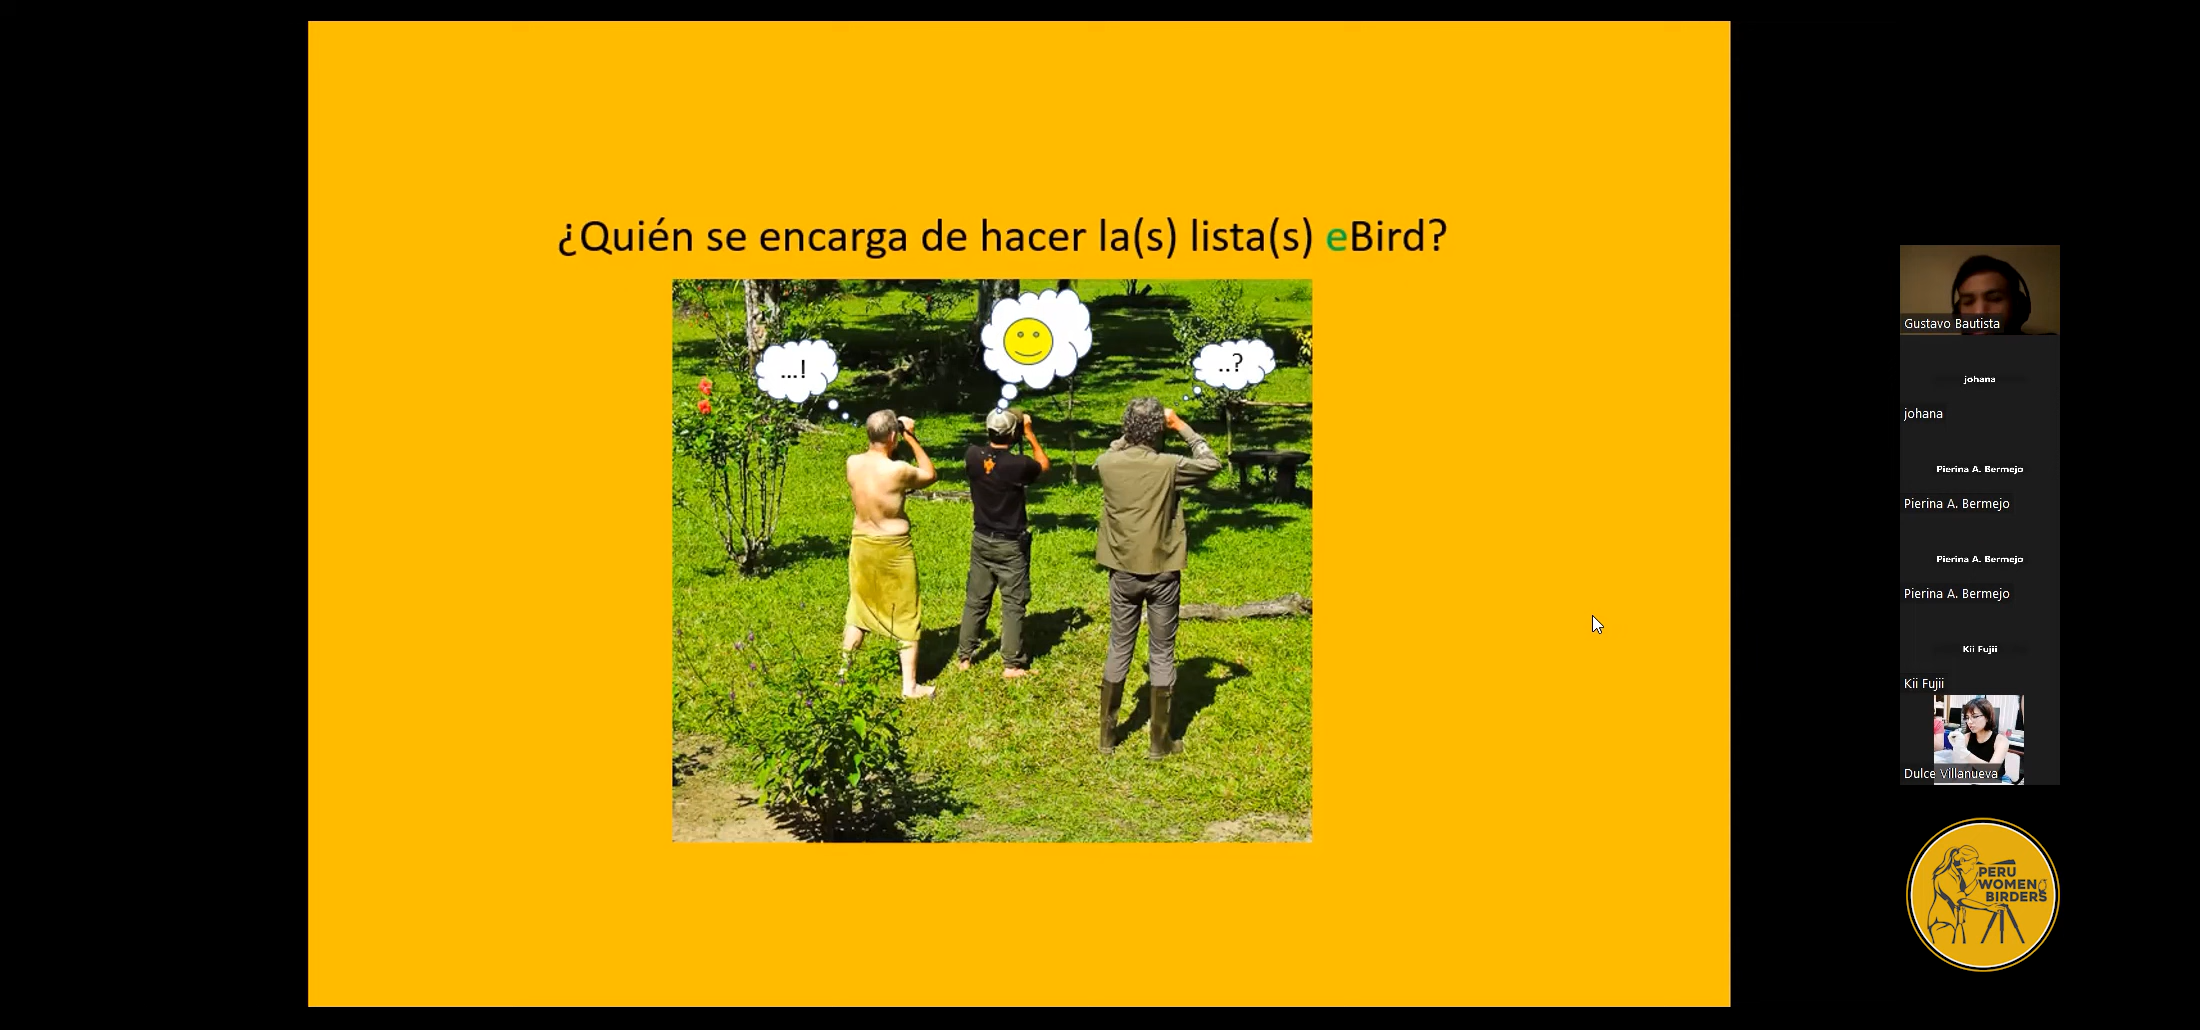 ¿Quién se encarga de hacer la(s) lista(s) eBird?
...!
..?
Gustavo Bautista
johana
johana
Pierina A. Bermejo
Pierina A. Bermejo
Pierina A. Bermejo
Pierina A. Bermejo
Kii Fujii
Kii Fujii
Dulce Villanueva
PERU
WOMEN
BIRDERS